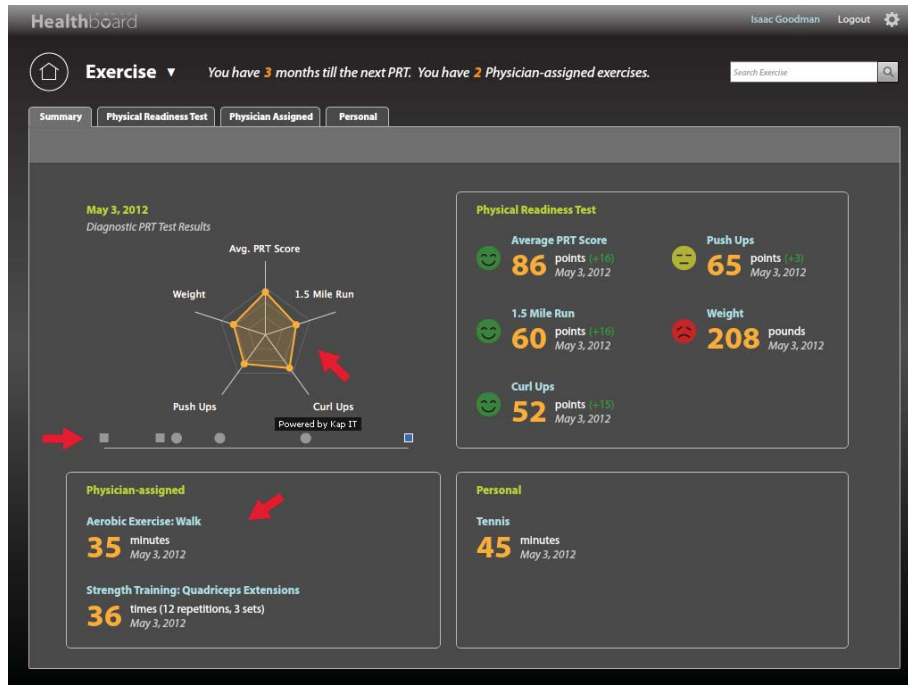 Healthboard
Isaac Goodman Logout
Exercise ▼ You have 3 months till the next PRT. You have 2 Physician-assigned exercises.
Search Exercise
Summary Physical Readiness Test Physician Assigned Personal
May 3, 2012
Diagnostic PRT Test Results
Avg. PRT Score
Weight
1.5 Mile Run
Push Ups
Curl Ups
Powered by Kap IT
Physical Readiness Test
Average PRT Score
86 points (+16)
May 3, 2012
Push Ups
65 points (+3)
May 3, 2012
1.5 Mile Run
60 points (+16)
May 3, 2012
Weight
208 pounds
May 3, 2012
Curl Ups
52 points (+15)
May 3, 2012
Physician-assigned
Aerobic Exercise: Walk
35 minutes
May 3, 2012
Strength Training: Quadriceps Extensions
36 times (12 repetitions, 3 sets)
May 3, 2012
Personal
Tennis
45 minutes
May 3, 2012